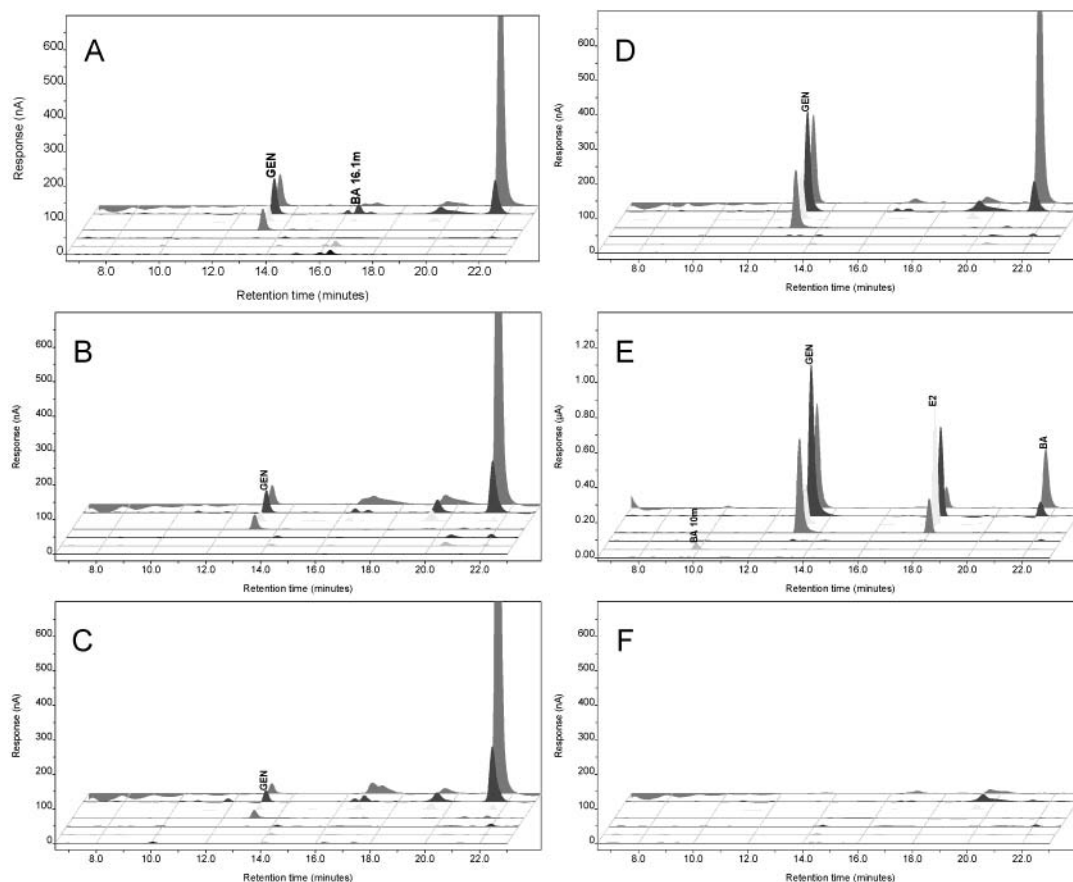 A
Response (nA)
600
500
400
300
200
100
0
GEN
BA 16.1m
8.0 10.0 12.0 14.0 16.0 18.0 20.0 22.0
Retention time (minutes)
B
Response (nA)
600
500
400
300
200
100
0
GEN
8.0 10.0 12.0 14.0 16.0 18.0 20.0 22.0
Retention time (minutes)
C
Response (nA)
600
500
400
300
200
100
0
GEN
8.0 10.0 12.0 14.0 16.0 18.0 20.0 22.0
Retention time (minutes)
D
Response (nA)
600
500
400
300
200
100
0
GEN
8.0 10.0 12.0 14.0 16.0 18.0 20.0 22.0
Retention time (minutes)
E
Response (µA)
1.20
1.00
0.80
0.60
0.40
0.20
0.00
BA 10m
GEN
E2
BA
8.0 10.0 12.0 14.0 16.0 18.0 20.0 22.0
Retention time (minutes)
F
Response (nA)
600
500
400
300
200
100
0
8.0 10.0 12.0 14.0 16.0 18.0 20.0 22.0
Retention time (minutes)